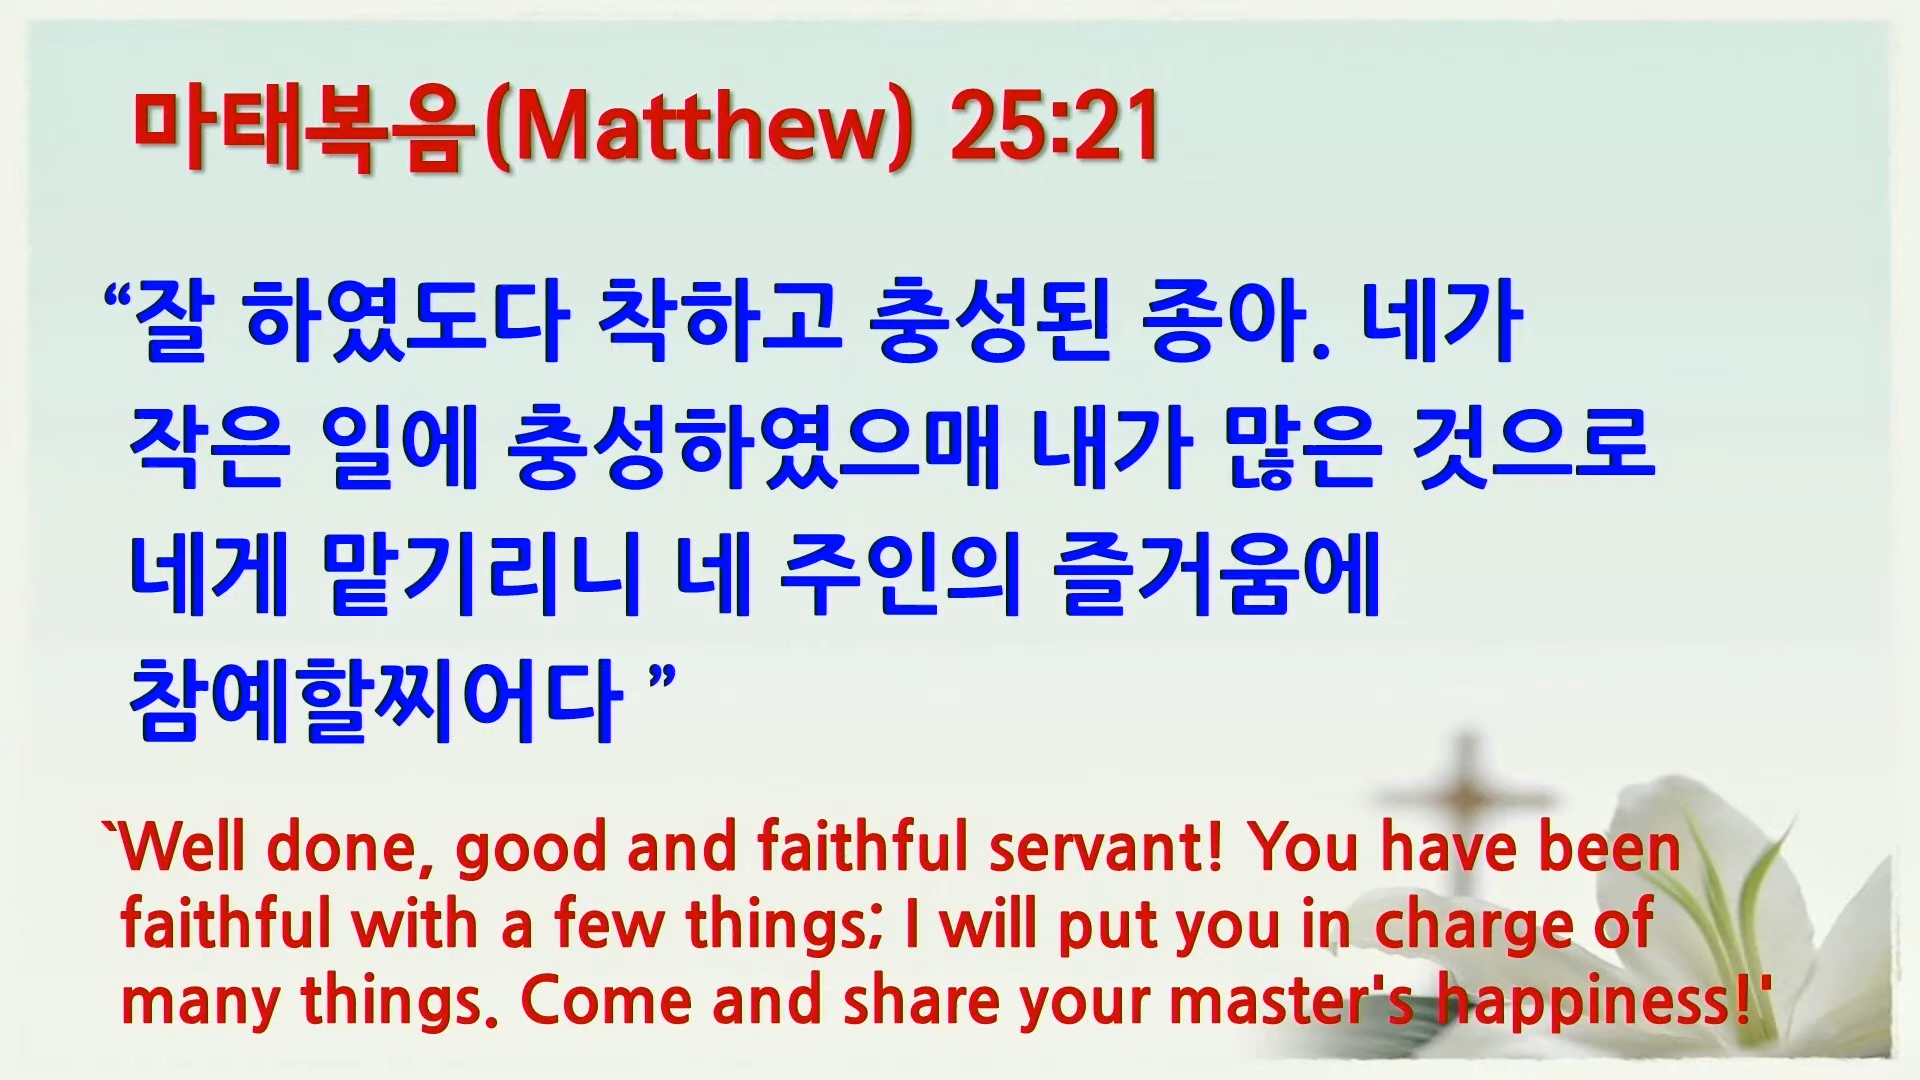 마태복음(Matthew) 25:21
“잘 하였도다 착하고 충성된 종아. 네가
작은 일에 충성하였으매 내가 많은 것으로
네게 맡기리니 네 주인의 즐거움에
참예할찌어다 ”
`Well done, good and faithful servant! You have been
faithful with a few things; I will put you in charge of
many things. Come and share your master's happiness!'